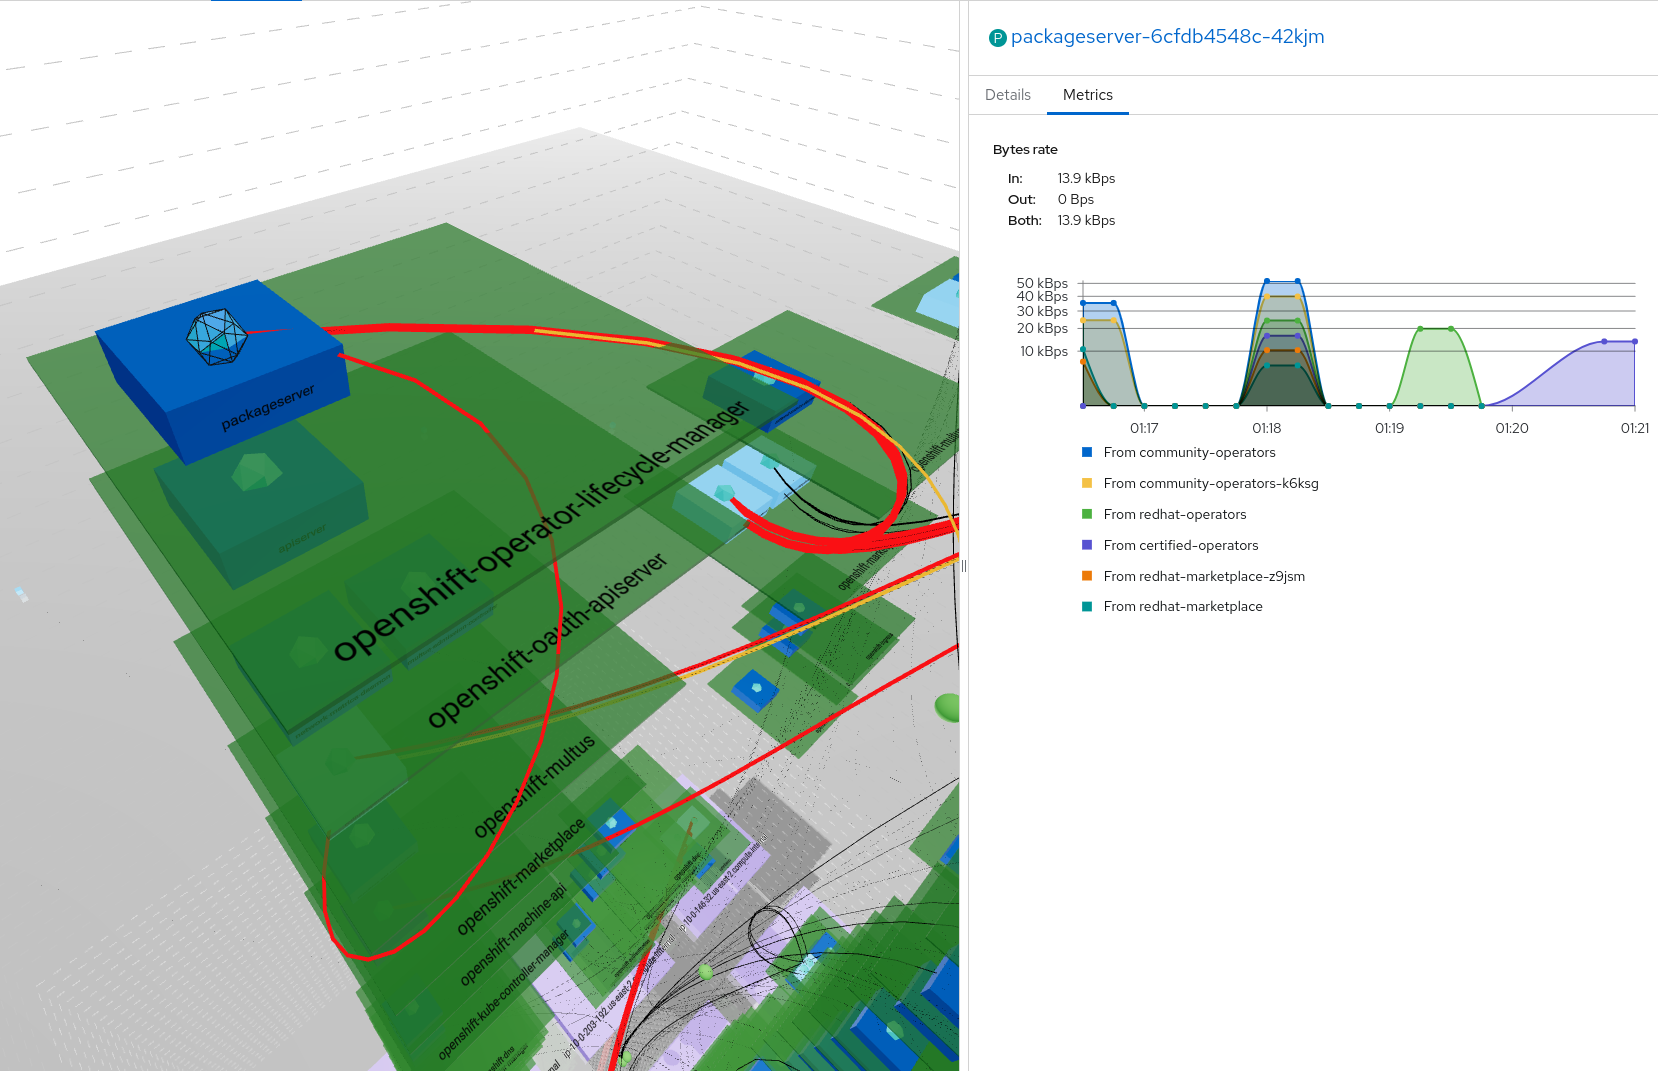 P packageserver-6cfdb4548c-42kjm
Details Metrics
Bytes rate
In: 13.9 kBps
Out: 0 Bps
Both: 13.9 kBps
50 kBps
40 kBps
30 kBps
20 kBps
10 kBps
01:17 01:18 01:19 01:20 01:21
From community-operators
From community-operators-k6ksg
From redhat-operators
From certified-operators
From redhat-marketplace-z9jsm
From redhat-marketplace
packageserver
apiserver
openshift-operator-lifecycle-manager
openshift-oauth-apiserver
openshift-multus
openshift-marketplace
openshift-machine-api
openshift-kube-controller-manager
openshift-dns